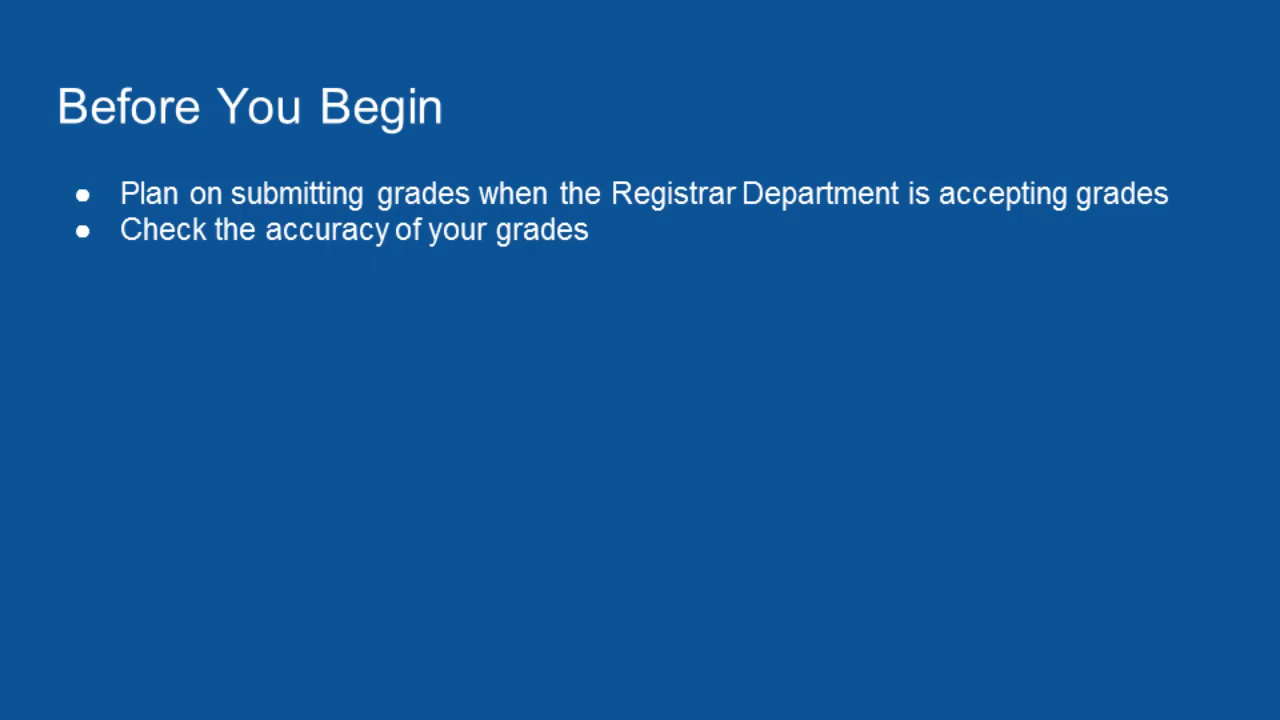 Before You Begin
● Plan on submitting grades when the Registrar Department is accepting grades
● Check the accuracy of your grades